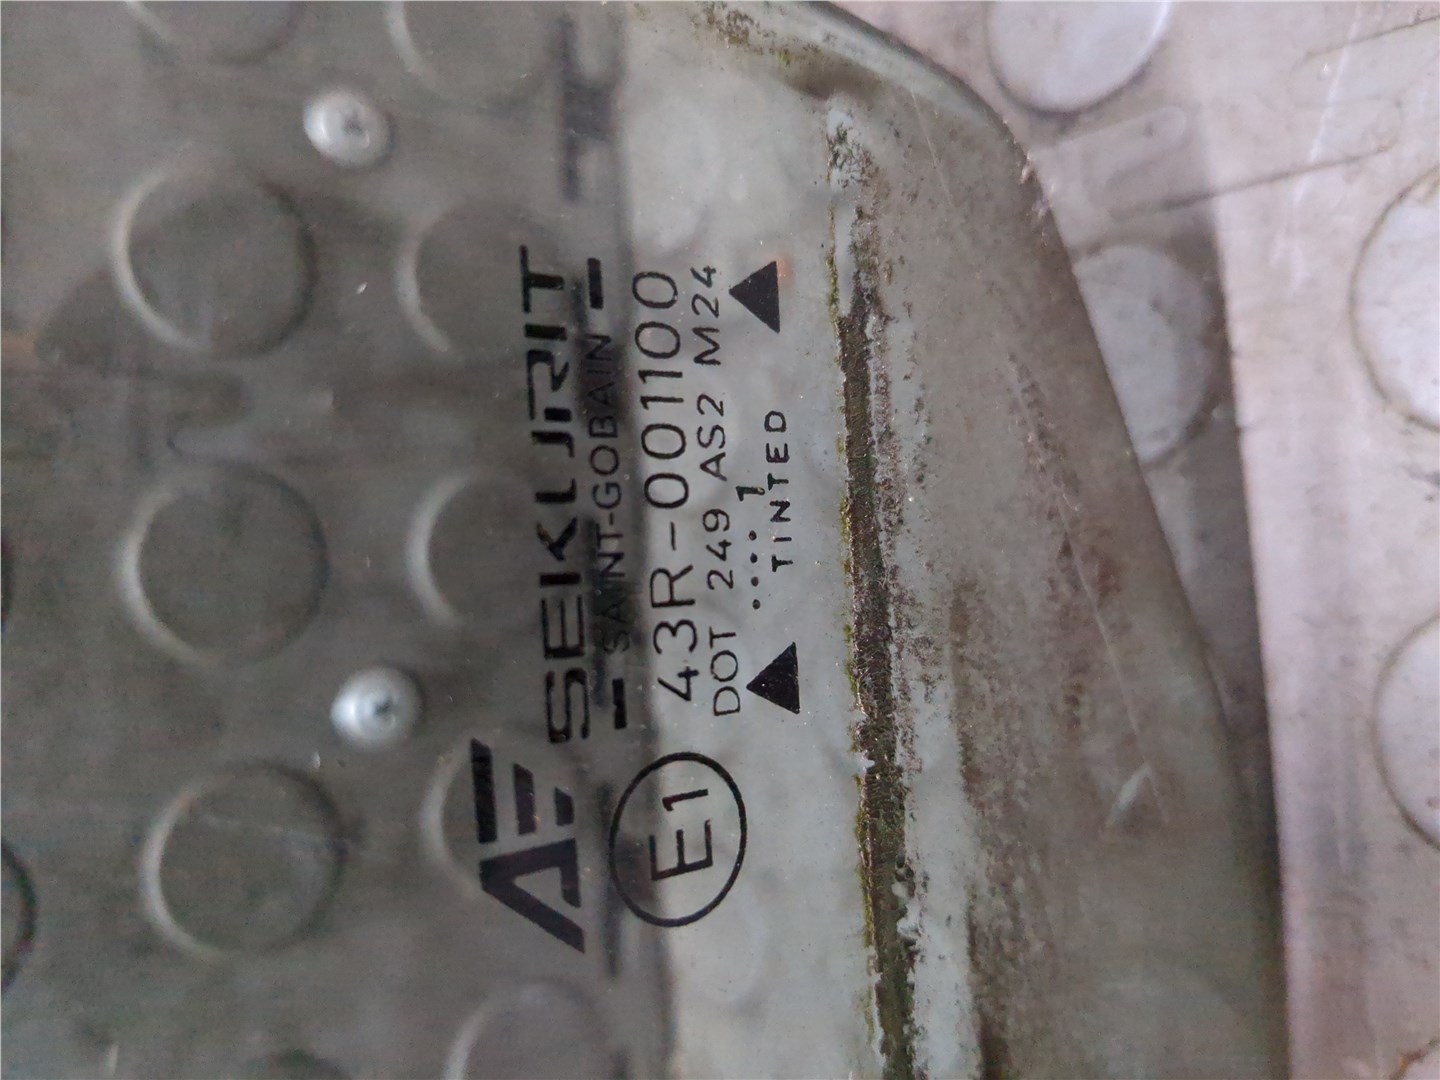 SEKURIT
SAINT-GOBAIN
E1
43R-001100
DOT 249 AS2 M24
.... 1
TINTED